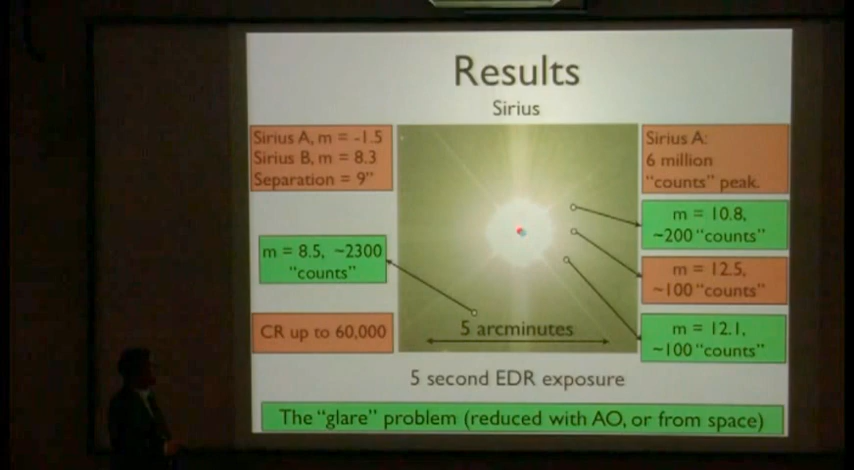 Results
Sirius
Sirius A, m = -1.5
Sirius B, m = 8.3
Separation = 9"
Sirius A:
6 million
"counts" peak.
m = 10.8,
~200 "counts"
m = 8.5, ~2300
"counts"
m = 12.5,
~100 "counts"
CR up to 60,000
5 arcminutes
m = 12.1,
~100 "counts"
5 second EDR exposure
The "glare" problem (reduced with AO, or from space)